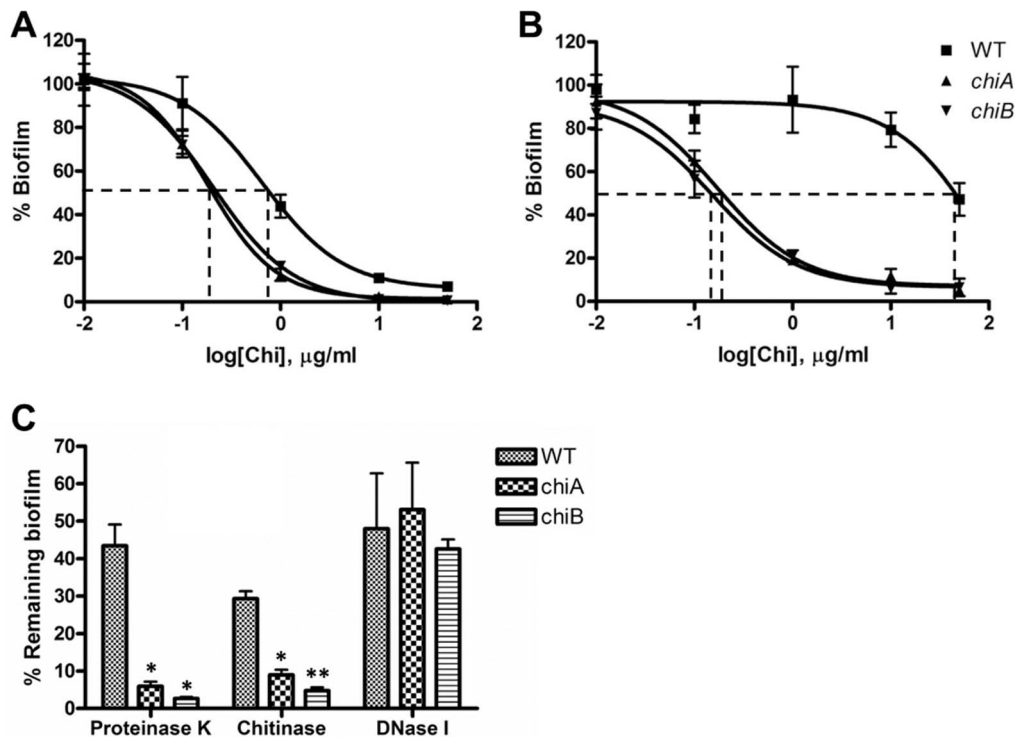 A
120
100
80
60
40
20
0
% Biofilm
-2 -1 0 1 2
log[Chi], μg/ml
B
120
100
80
60
40
20
0
% Biofilm
-2 -1 0 1 2
log[Chi], μg/ml
WT
chiA
chiB
C
70
60
50
40
30
20
10
0
% Remaining biofilm
* * * **
Proteinase K Chitinase DNase I
WT
chiA
chiB